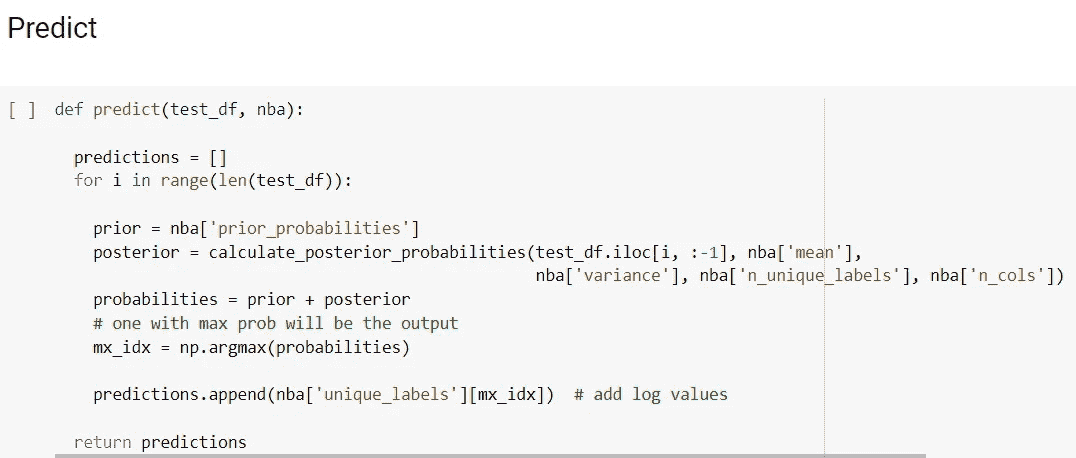 Predict
[ ] def predict(test_df, nba):
predictions = []
for i in range(len(test_df)):
prior = nba['prior_probabilities']
posterior = calculate_posterior_probabilities(test_df.iloc[i, :-1], nba['mean'],
nba['variance'], nba['n_unique_labels'], nba['n_cols'])
probabilities = prior + posterior
# one with max prob will be the output
mx_idx = np.argmax(probabilities)
predictions.append(nba['unique_labels'][mx_idx])  # add log values
return predictions